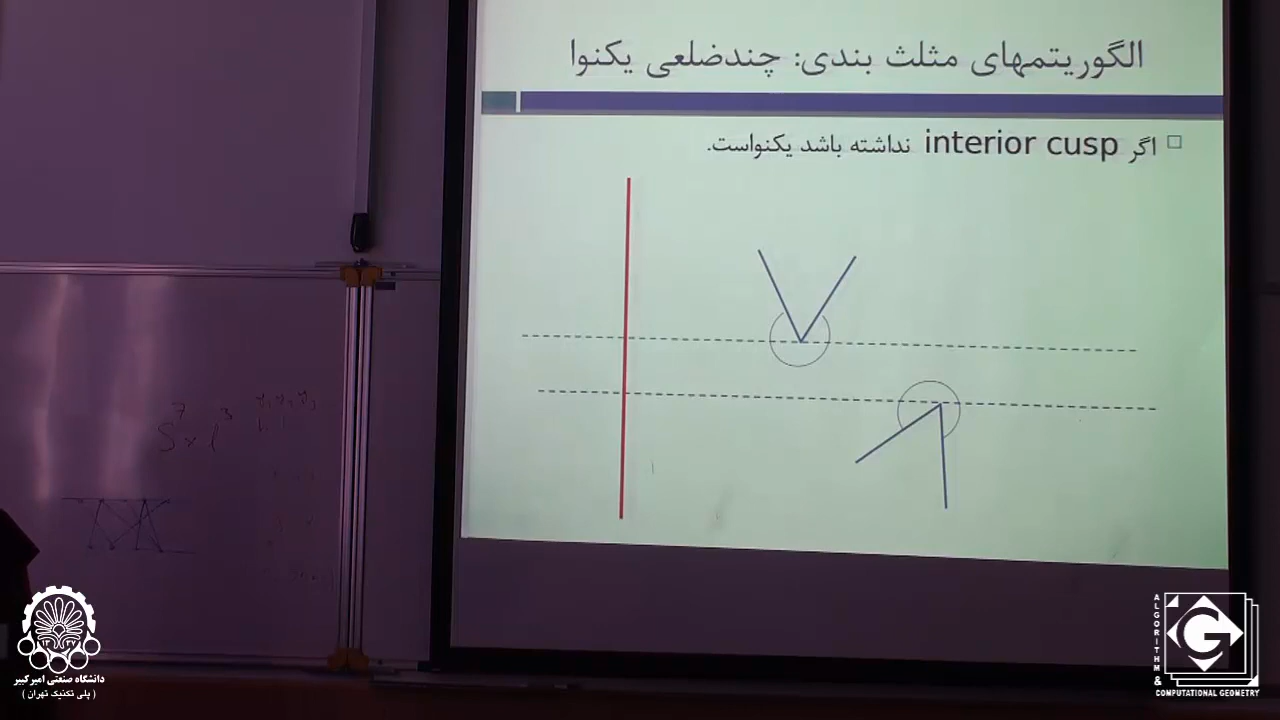 الگوریتمهای مثلث بندی: چندضلعی یکنوا
اگر interior cusp نداشته باشد یکنواست.
دانشگاه صنعتی امیرکبیر
( پلی تکنیک تهران )
ALGORITHM &
COMPUTATIONAL GEOMETRY